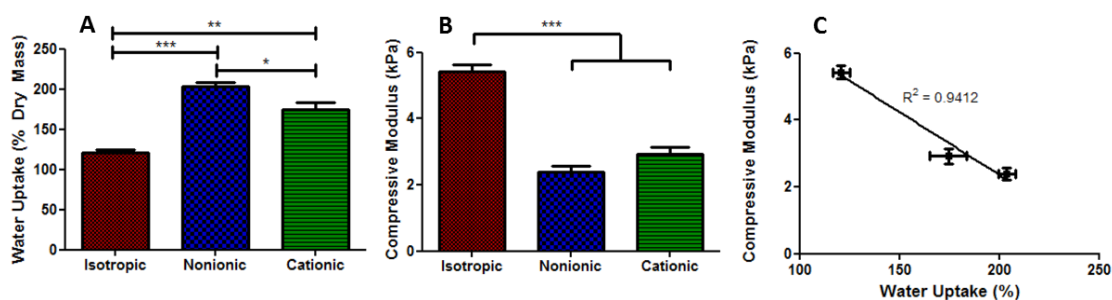 A
Water Uptake (% Dry Mass)
250
200
150
100
50
0
**
***
*
Isotropic Nonionic Cationic
B
Compressive Modulus (kPa)
6
4
2
0
***
Isotropic Nonionic Cationic
C
Compressive Modulus (kPa)
6
4
2
0
R² = 0.9412
100 150 200 250
Water Uptake (%)